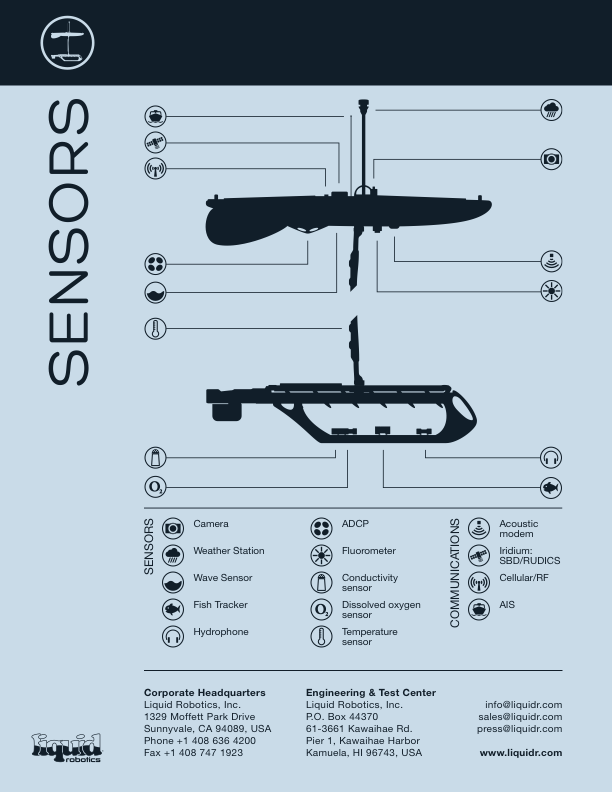 SENSORS
O₂
SENSORS
Camera
Weather Station
Wave Sensor
Fish Tracker
Hydrophone
ADCP
Fluorometer
Conductivity
sensor
O₂
Dissolved oxygen
sensor
Temperature
sensor
COMMUNICATIONS
Acoustic
modem
Iridium:
SBD/RUDICS
Cellular/RF
AIS
Corporate Headquarters
Liquid Robotics, Inc.
1329 Moffett Park Drive
Sunnyvale, CA 94089, USA
Phone +1 408 636 4200
Fax +1 408 747 1923
Engineering & Test Center
Liquid Robotics, Inc.
P.O. Box 44370
61-3661 Kawaihae Rd.
Pier 1, Kawaihae Harbor
Kamuela, HI 96743, USA
info@liquidr.com
sales@liquidr.com
press@liquidr.com
www.liquidr.com
liquid
robotics